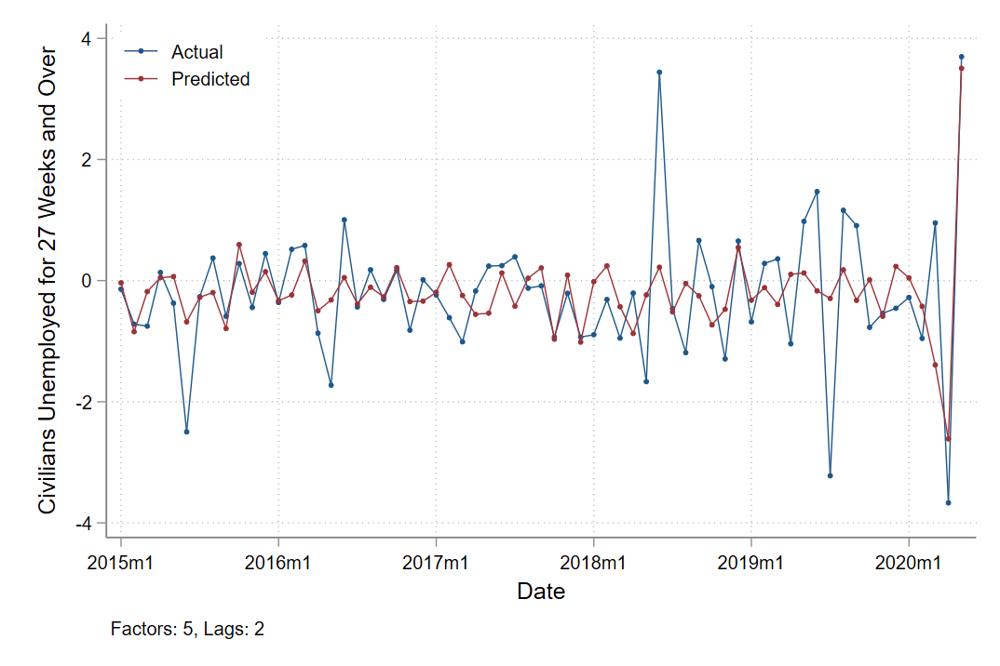 Actual
Predicted
Civilians Unemployed for 27 Weeks and Over
4
2
0
-2
-4
2015m1 2016m1 2017m1 2018m1 2019m1 2020m1
Date
Factors: 5, Lags: 2